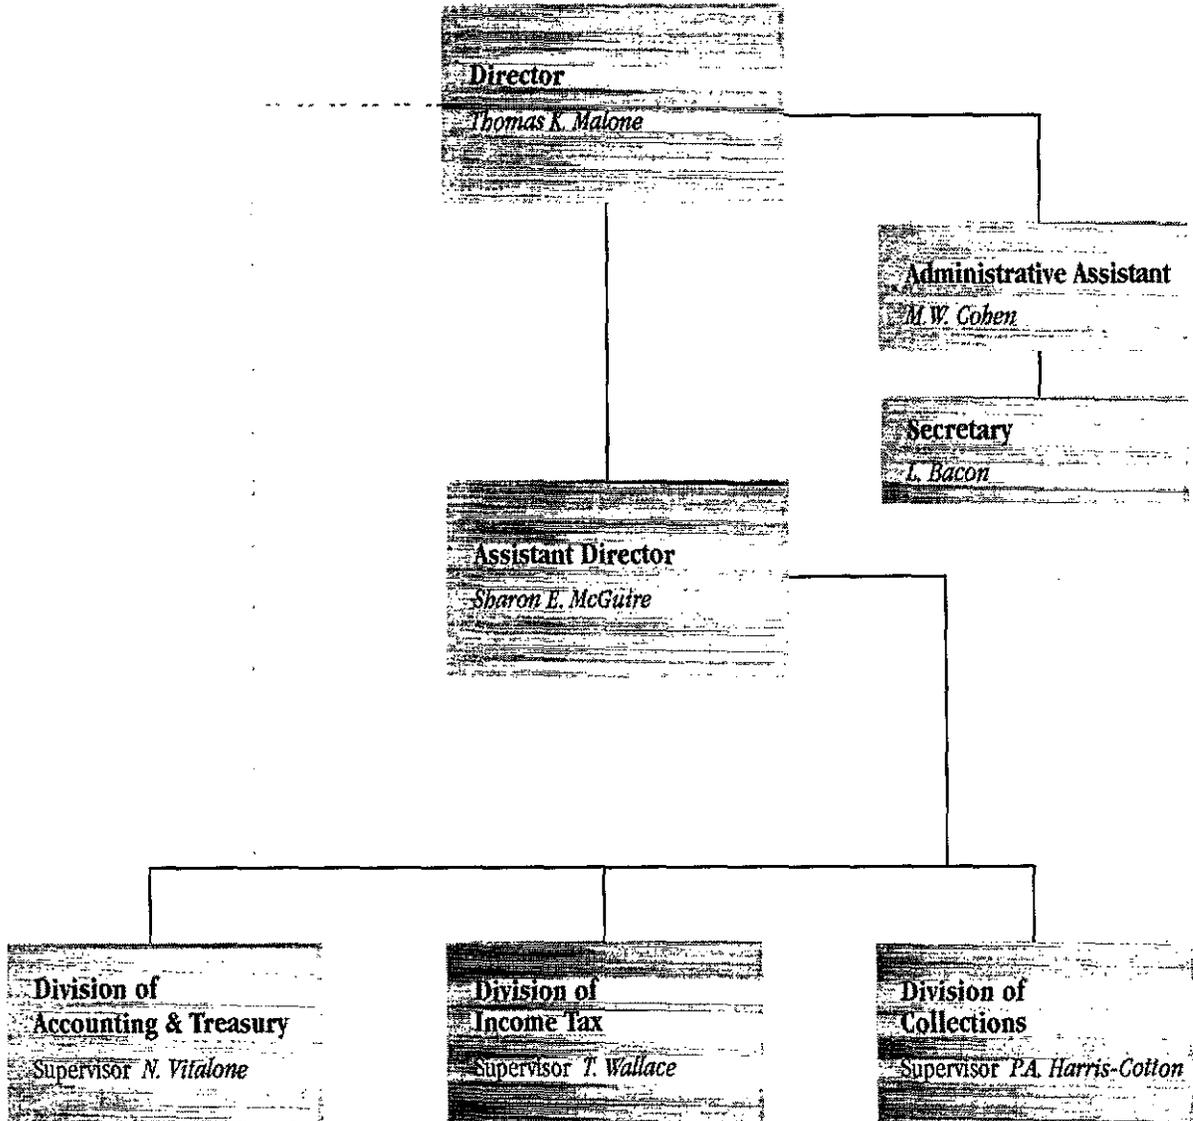 Director
Thomas K. Malone
Administrative Assistant
M.W. Cohen
Secretary
L. Bacon
Assistant Director
Sharon E. McGuire
Division of
Accounting & Treasury
Supervisor N. Vitalone
Division of
Income Tax
Supervisor T. Wallace
Division of
Collections
Supervisor P.A. Harris-Cotton